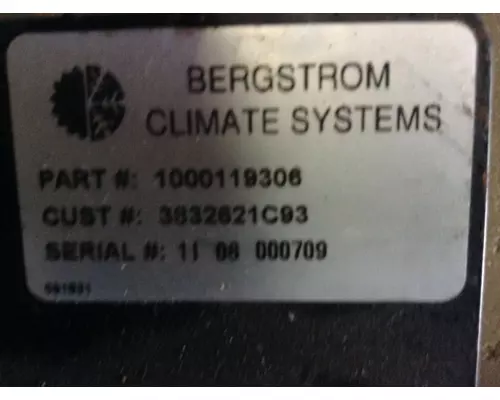 BERGSTROM
CLIMATE SYSTEMS
PART #: 1000119306
CUST #: 3832621C93
SERIAL #: 11 06 000709